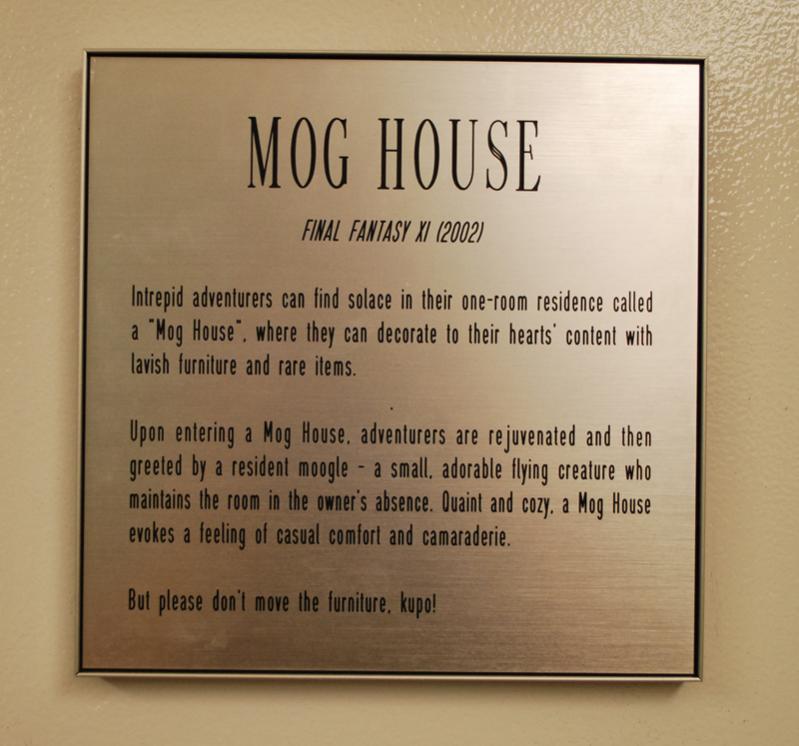 MOG HOUSE
FINAL FANTASY XI (2002)
Intrepid adventurers can find solace in their one-room residence called
a "Mog House", where they can decorate to their hearts' content with
lavish furniture and rare items.
Upon entering a Mog House, adventurers are rejuvenated and then
greeted by a resident moogle - a small, adorable flying creature who
maintains the room in the owner's absence. Quaint and cozy, a Mog House
evokes a feeling of casual comfort and camaraderie.
But please don't move the furniture, kupo!